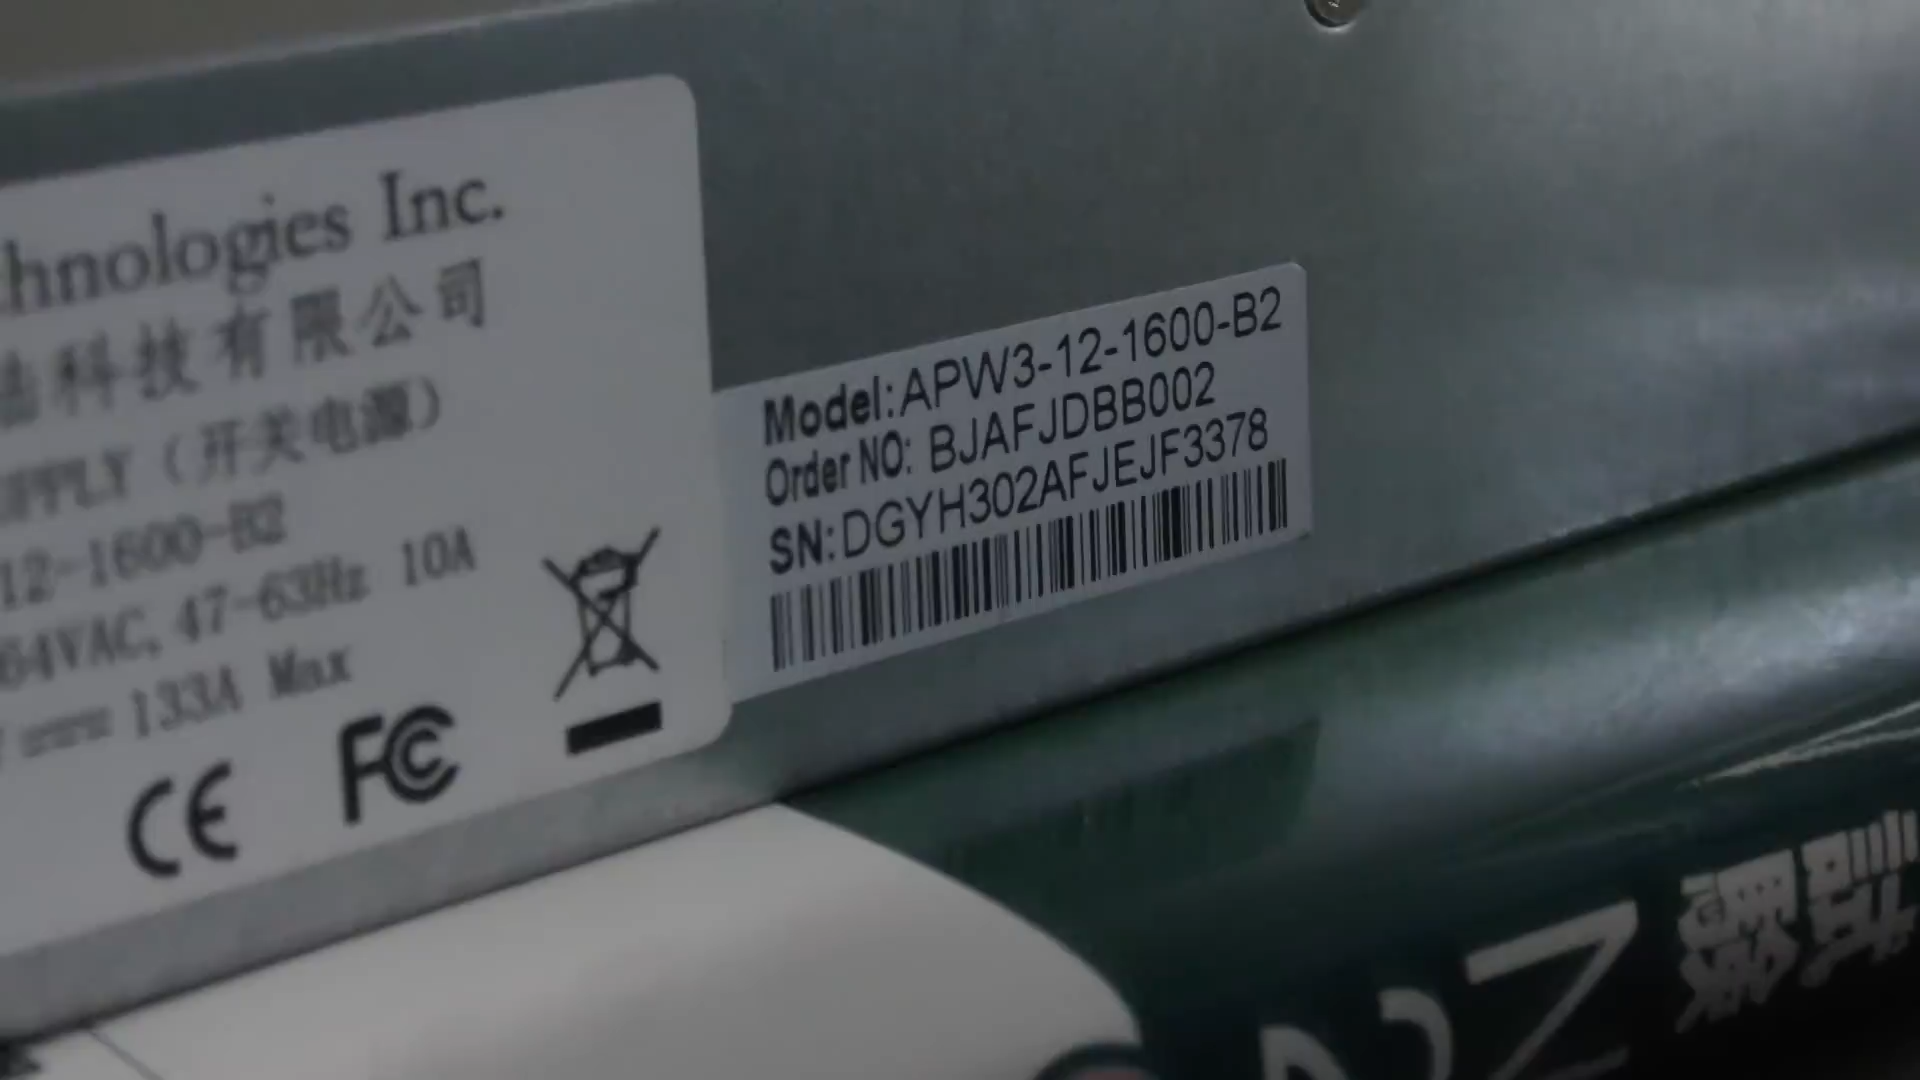 chnologies Inc.
科技有限公司
UPPLY (开关电源)
12-1600-B2
64VAC, 47-63Hz 10A
133A Max
CE FC
Model:APW3-12-1600-B2
Order NO: BJAFJDBB002
SN:DGYH302AFJEJF3378